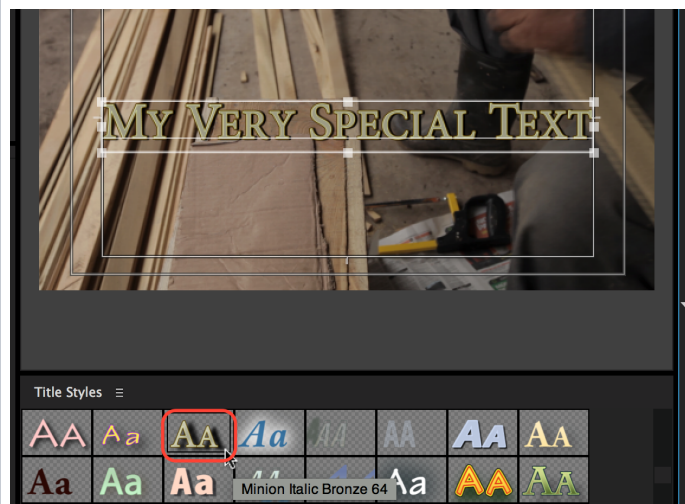 My Very Special Text
Title Styles
AA Aa AA Aa AA AA AA AA
Aa Aa Aa AA Aa AA AA
Minion Italic Bronze 64